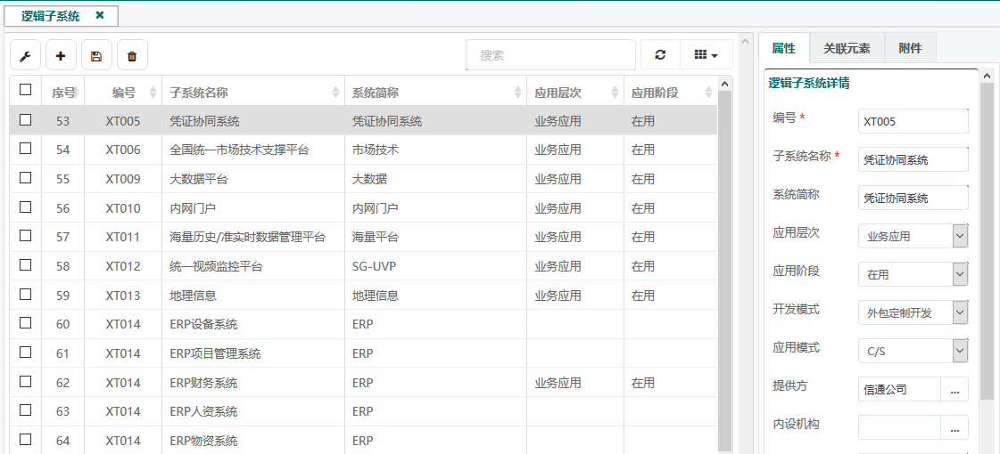 逻辑子系统 ✖
搜索
序号 编号 子系统名称 系统简称 应用层次 应用阶段
53 XT005 凭证协同系统 凭证协同系统 业务应用 在用
54 XT006 全国统一市场技术支撑平台 市场技术 业务应用 在用
55 XT009 大数据平台 大数据 业务应用 在用
56 XT010 内网门户 内网门户 业务应用 在用
57 XT011 海量历史/准实时数据管理平台 海量平台 业务应用 在用
58 XT012 统一视频监控平台 SG-UVP 业务应用 在用
59 XT013 地理信息 地理信息 业务应用 在用
60 XT014 ERP设备系统 ERP
61 XT014 ERP项目管理系统 ERP
62 XT014 ERP财务系统 ERP 业务应用 在用
63 XT014 ERP人资系统 ERP
64 XT014 ERP物资系统 ERP
属性 关联元素 附件
逻辑子系统详情
编号 * XT005
子系统名称 * 凭证协同系统
系统简称 凭证协同系统
应用层次 业务应用
应用阶段 在用
开发模式 外包定制开发
应用模式 C/S
提供方 信通公司 ...
内设机构 ...